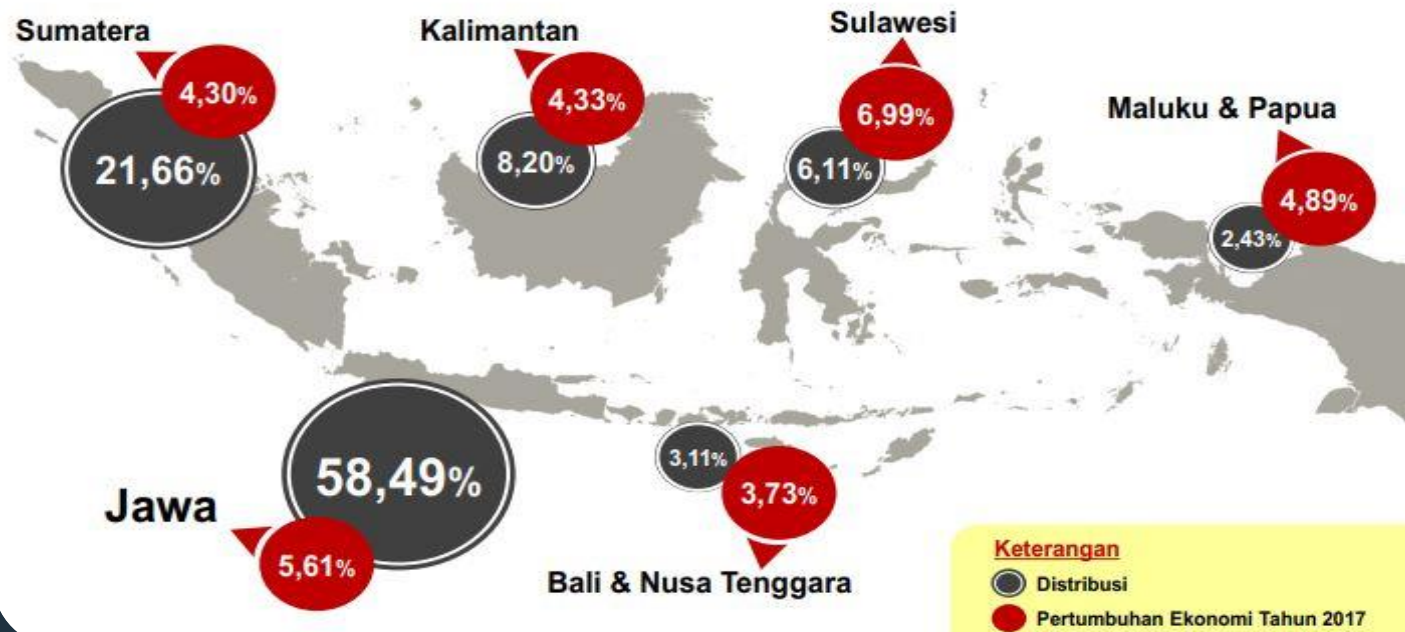 Sumatera
4,30%
21,66%
Kalimantan
4,33%
8,20%
Sulawesi
6,99%
6,11%
Maluku & Papua
4,89%
2,43%
Jawa
58,49%
5,61%
3,11%
3,73%
Bali & Nusa Tenggara
Keterangan
Distribusi
Pertumbuhan Ekonomi Tahun 2017